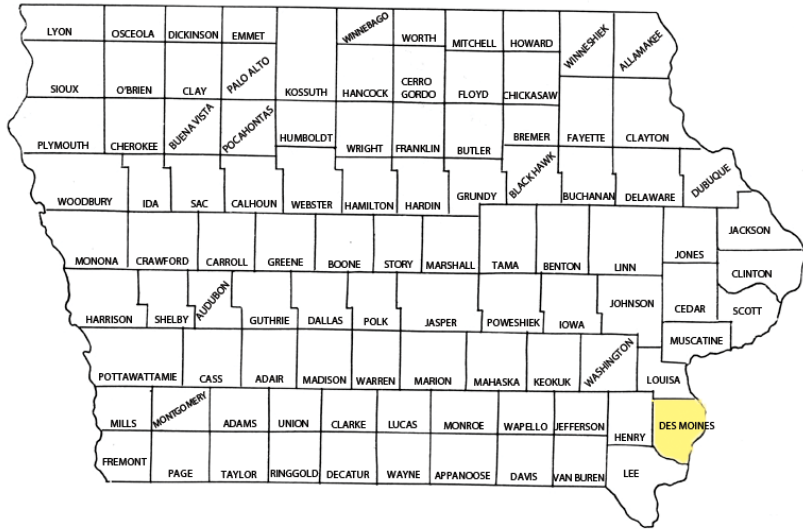 LYON OSCEOLA DICKINSON EMMET WINNEBAGO WORTH MITCHELL HOWARD WINNESHIEK ALLAMAKEE
SIOUX O'BRIEN CLAY PALO ALTO KOSSUTH HANCOCK CERRO GORDO FLOYD CHICKASAW
PLYMOUTH CHEROKEE BUENA VISTA POCAHONTAS HUMBOLDT WRIGHT FRANKLIN BUTLER BREMER FAYETTE CLAYTON
WOODBURY IDA SAC CALHOUN WEBSTER HAMILTON HARDIN GRUNDY BLACK HAWK BUCHANAN DELAWARE DUBUQUE
MONONA CRAWFORD CARROLL GREENE BOONE STORY MARSHALL TAMA BENTON LINN JONES JACKSON
CLINTON
HARRISON SHELBY AUDUBON GUTHRIE DALLAS POLK JASPER POWESHIEK IOWA JOHNSON CEDAR SCOTT
MUSCATINE
POTTAWATTAMIE CASS ADAIR MADISON WARREN MARION MAHASKA KEOKUK WASHINGTON LOUISA
MILLS MONTGOMERY ADAMS UNION CLARKE LUCAS MONROE WAPELLO JEFFERSON HENRY DES MOINES
FREMONT PAGE TAYLOR RINGGOLD DECATUR WAYNE APPANOOSE DAVIS VAN BUREN LEE